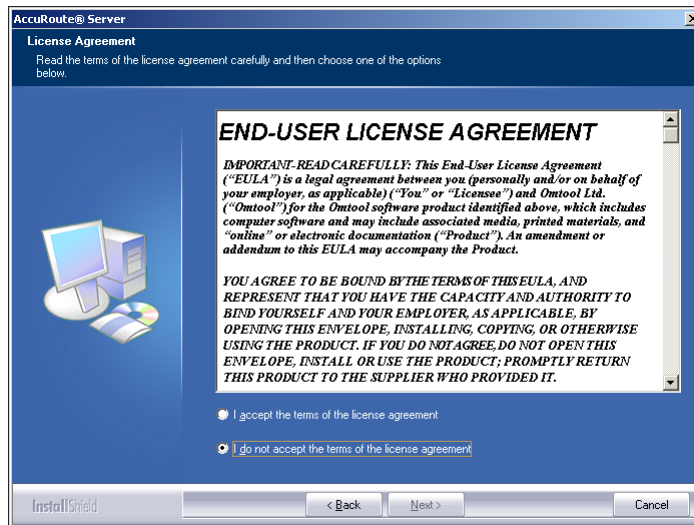 AccuRoute® Server
License Agreement
Read the terms of the license agreement carefully and then choose one of the options
below.
END-USER LICENSE AGREEMENT
IMPORTANT-READ CAREFULLY: This End-User License Agreement
("EULA") is a legal agreement between you (personally and/or on behalf of
your employer, as applicable) ("You" or "Licensee") and Omtool Ltd.
("Omtool") for the Omtool software product identified above, which includes
computer software and may include associated media, printed materials, and
"online" or electronic documentation ("Product"). An amendment or
addendum to this EULA may accompany the Product.
YOU AGREE TO BE BOUND BY THE TERMS OF THIS EULA, AND
REPRESENT THAT YOU HAVE THE CAPACITY AND AUTHORITY TO
BIND YOURSELF AND YOUR EMPLOYER, AS APPLICABLE, BY
OPENING THIS ENVELOPE, INSTALLING, COPYING, OR OTHERWISE
USING THE PRODUCT. IF YOU DO NOT AGREE, DO NOT OPEN THIS
ENVELOPE, INSTALL OR USE THE PRODUCT; PROMPTLY RETURN
THIS PRODUCT TO THE SUPPLIER WHO PROVIDED IT.
I accept the terms of the license agreement
I do not accept the terms of the license agreement
InstallShield
< Back
Next >
Cancel